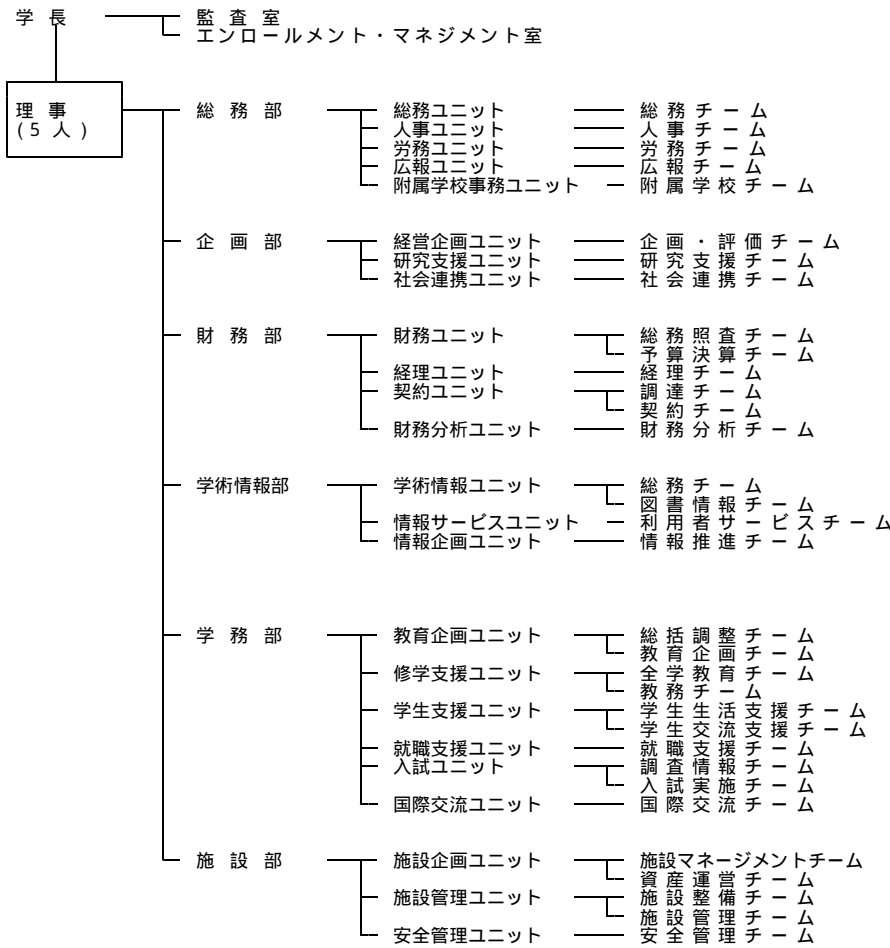 学長 監査室
エンロールメント・マネジメント室
理事
(5人)
総務部 総務ユニット 総務チーム
人事ユニット 人事チーム
労務ユニット 労務チーム
広報ユニット 広報チーム
附属学校事務ユニット 附属学校チーム
企画部 経営企画ユニット 企画・評価チーム
研究支援ユニット 研究支援チーム
社会連携ユニット 社会連携チーム
財務部 財務ユニット 総務照査チーム
予算決算チーム
経理ユニット 経理チーム
契約ユニット 調達チーム
契約チーム
財務分析ユニット 財務分析チーム
学術情報部 学術情報ユニット 総務チーム
図書情報チーム
情報サービスユニット 利用者サービスチーム
情報企画ユニット 情報推進チーム
学務部 教育企画ユニット 総括調整チーム
教育企画チーム
修学支援ユニット 全学教育チーム
教務チーム
学生支援ユニット 学生生活支援チーム
学生交流支援チーム
就職支援ユニット 就職支援チーム
入試ユニット 調査情報チーム
入試実施チーム
国際交流ユニット 国際交流チーム
施設部 施設企画ユニット 施設マネージメントチーム
資産運営チーム
施設管理ユニット 施設整備チーム
施設管理チーム
安全管理ユニット 安全管理チーム